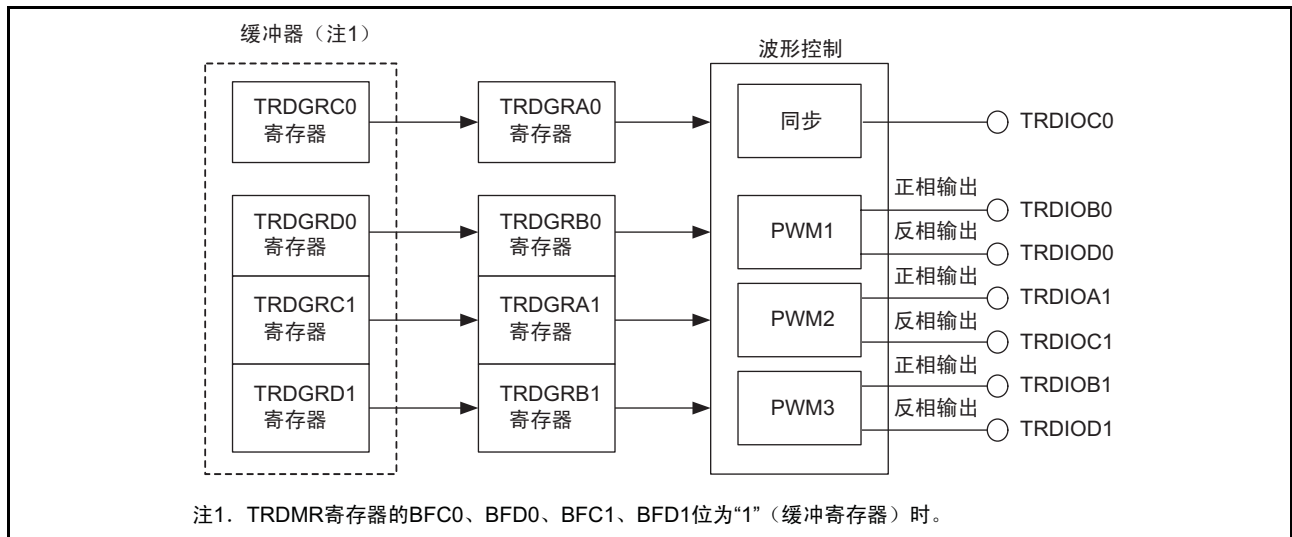 缓冲器（注1）
波形控制
TRDGRC0
寄存器
TRDGRA0
寄存器
同步
TRDIOC0
TRDGRD0
寄存器
TRDGRB0
寄存器
PWM1
正相输出
TRDIOB0
反相输出
TRDIOD0
TRDGRC1
寄存器
TRDGRA1
寄存器
PWM2
正相输出
TRDIOA1
反相输出
TRDIOC1
TRDGRD1
寄存器
TRDGRB1
寄存器
PWM3
正相输出
TRDIOB1
反相输出
TRDIOD1
注1．TRDMR寄存器的BFC0、BFD0、BFC1、BFD1位为“1”（缓冲寄存器）时。